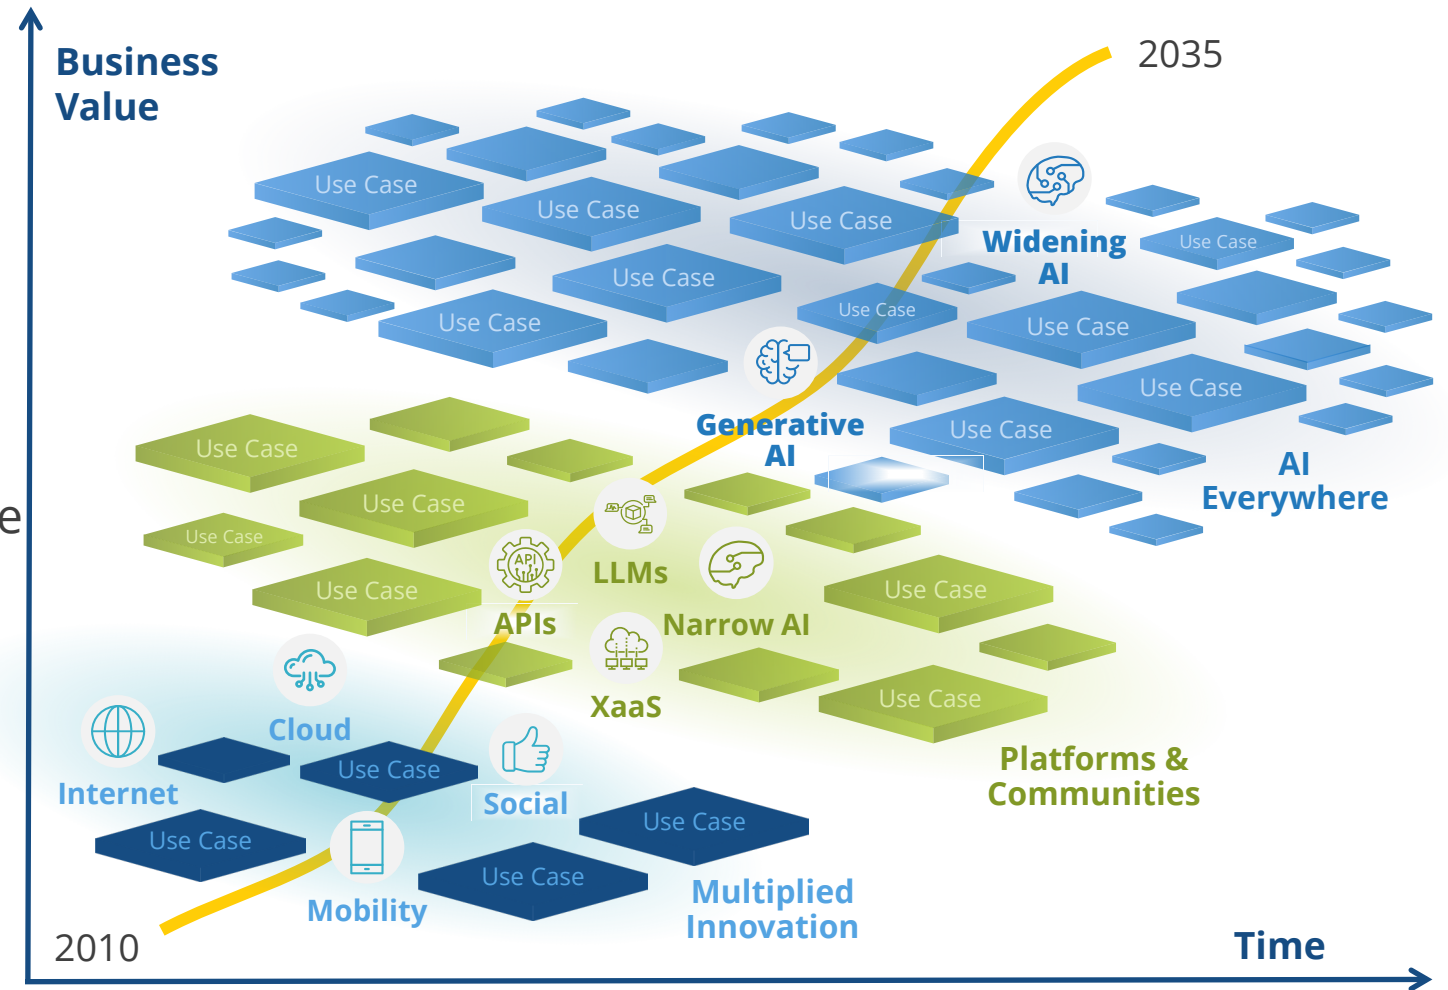 Business
Value
2035
Use Case
Use Case
Use Case
Use Case
Widening
AI
Use Case
Use Case
Use Case
Use Case
Use Case
Generative
AI
Use Case
AI
Everywhere
Use Case
Use Case
e
Use Case
LLMs
API
APIs
Narrow AI
Use Case
Use Case
XaaS
Use Case
Cloud
Platforms &
Communities
Internet
Use Case
Social
Use Case
Use Case
Use Case
Multiplied
Innovation
Mobility
2010
Time